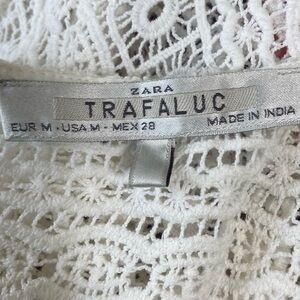 ZARA
TRAFALUC
EUR M • USA M • MEX 28 MADE IN INDIA